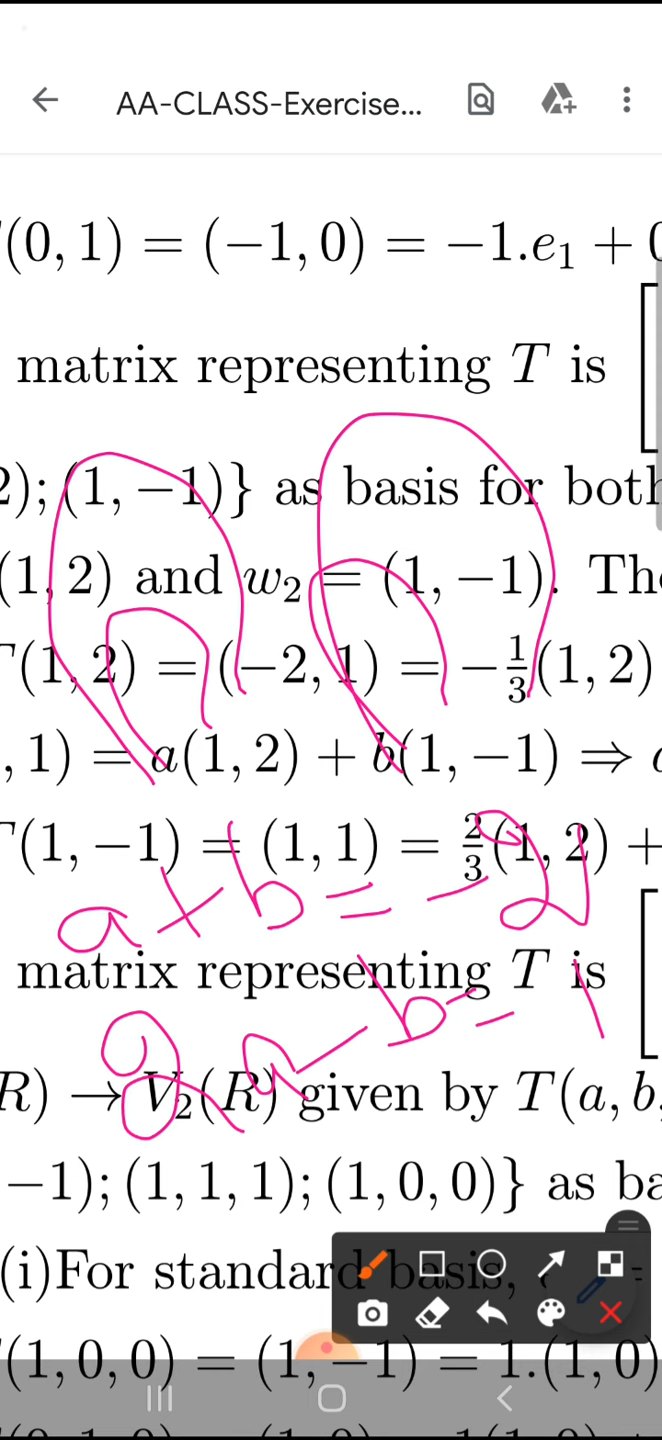 AA-CLASS-Exercise...
(0, 1) = (−1, 0) = −1.e₁ +
matrix representing T is
2); (1, −1)} as basis for both
(1, 2) and w₂ = (1, −1). The
T(1, 2) = (−2, 1) = −1/3(1, 2)
, 1) = a(1, 2) + b(1, −1) ⇒
T(1, −1) = (1, 1) = 2/3(1, 2) +
a + b = −2
matrix representing T is
2a − b = 1
R) → V₂(R) given by T(a, b,
−1); (1, 1, 1); (1, 0, 0)} as ba
(i)For standard basis,
(1, 0, 0) = (1, −1) = 1.(1, 0)